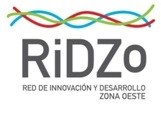 RiDZo
RED DE INNOVACIÓN Y DESARROLLO
ZONA OESTE